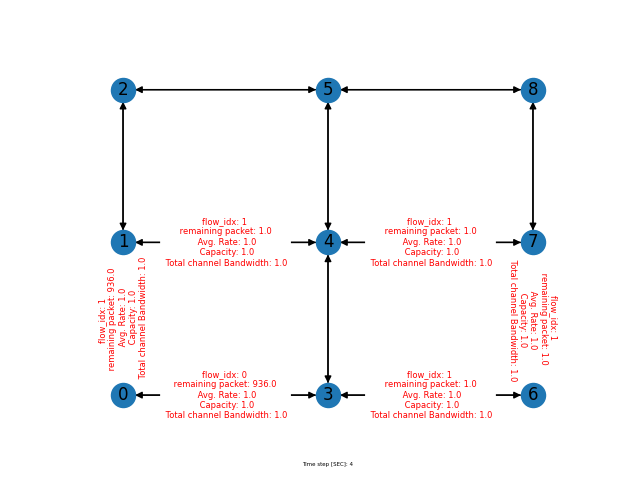 2
5
8
flow_idx: 1
remaining packet: 1.0
Avg. Rate: 1.0
Capacity: 1.0
Total channel Bandwidth: 1.0
flow_idx: 1
remaining packet: 1.0
Avg. Rate: 1.0
Capacity: 1.0
Total channel Bandwidth: 1.0
1
4
7
flow_idx: 1
remaining packet: 936.0
Avg. Rate: 1.0
Capacity: 1.0
Total channel Bandwidth: 1.0
flow_idx: 1
remaining packet: 1.0
Avg. Rate: 1.0
Capacity: 1.0
Total channel Bandwidth: 1.0
flow_idx: 0
remaining packet: 936.0
Avg. Rate: 1.0
Capacity: 1.0
Total channel Bandwidth: 1.0
flow_idx: 1
remaining packet: 1.0
Avg. Rate: 1.0
Capacity: 1.0
Total channel Bandwidth: 1.0
0
3
6
Time step [SEC]: 4